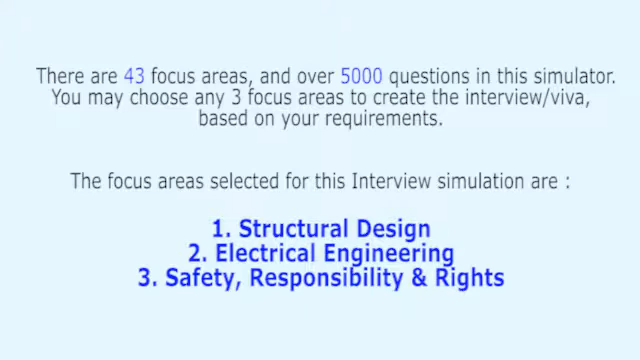 There are 43 focus areas, and over 5000 questions in this simulator.
You may choose any 3 focus areas to create the interview/viva,
based on your requirements.
The focus areas selected for this Interview simulation are :
1. Structural Design
2. Electrical Engineering
3. Safety, Responsibility & Rights